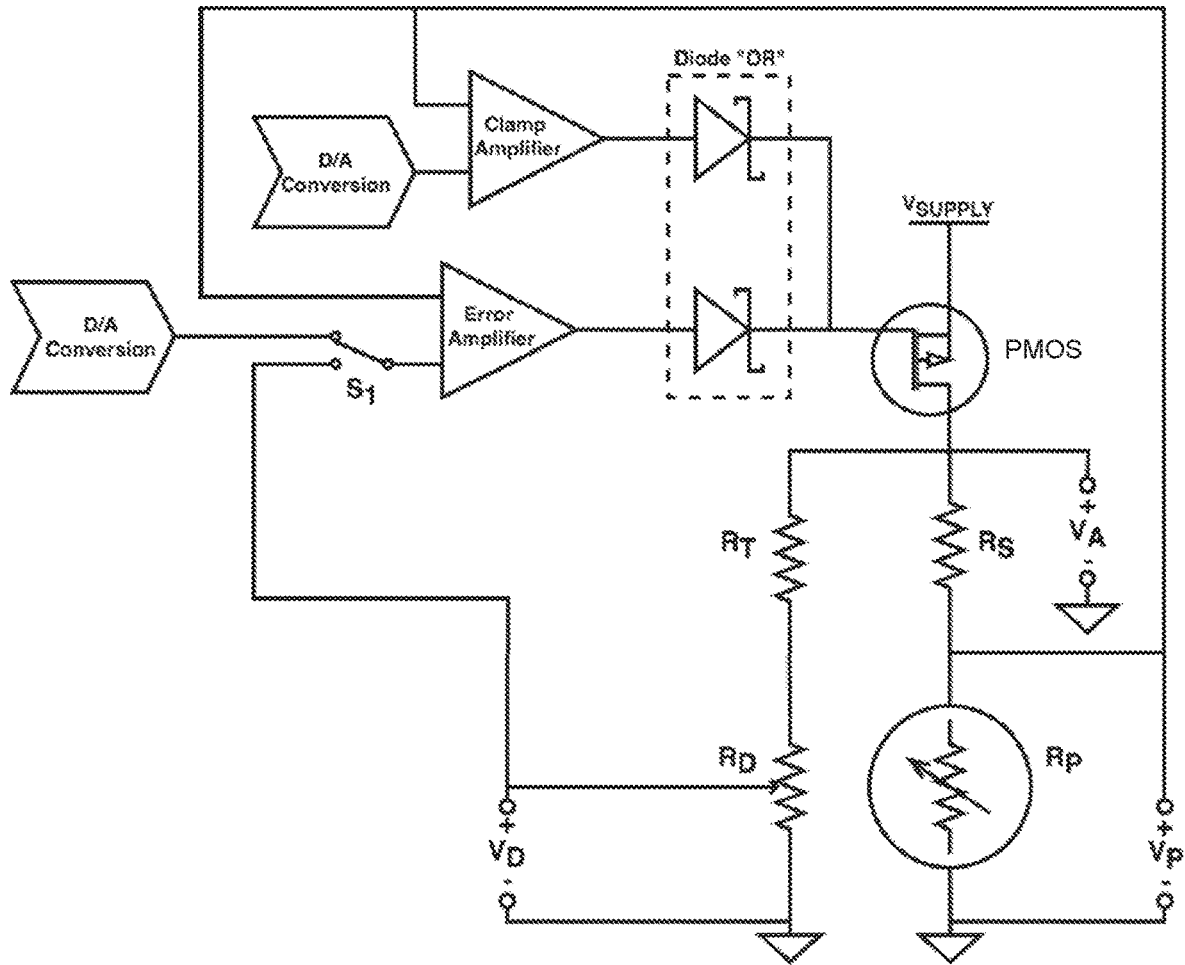 Diode "OR"
Clamp
Amplifier
D/A
Conversion
VSUPPLY
D/A
Conversion
Error
Amplifier
PMOS
S1
RT
RS
+
VA
-
RD
RP
+
VD
-
+
VP
-